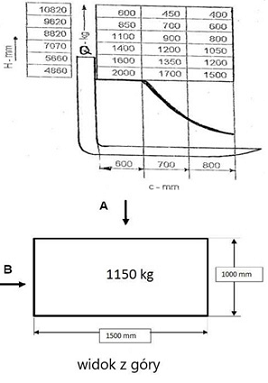 10820 600 450 400
9820 850 700 600
8820 1100 900 800
7070 1400 1200 1050
5660 1600 1350 1200
4860 2000 1700 1500
H - mm
Q - kg
600 700 800
c - mm
A
B
1150 kg
1000 mm
1500 mm
widok z góry